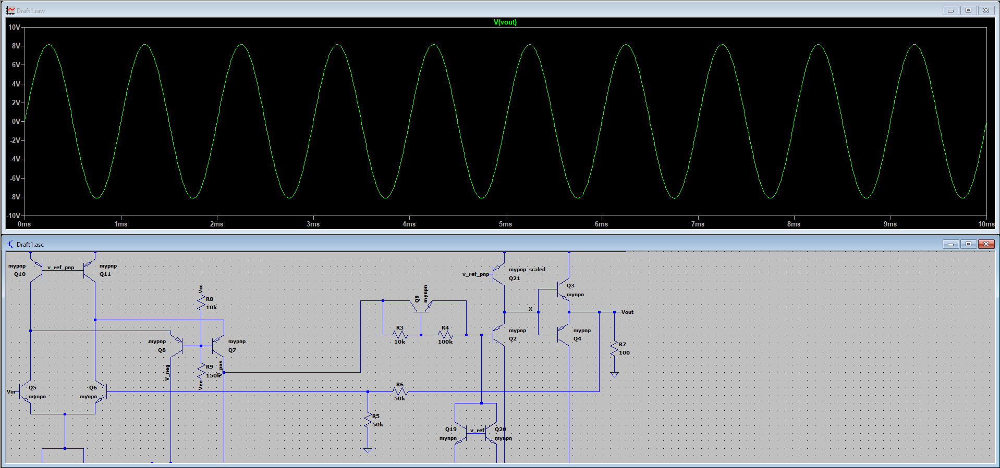 Draft1.raw
V(vout)
10V
8V
6V
4V
2V
0V
-2V
-4V
-6V
-8V
-10V
0ms 1ms 2ms 3ms 4ms 5ms 6ms 7ms 8ms 9ms 10ms
Draft1.asc
mypnp
Q10
v_ref_pnp
mypnp
Q11
Vcc
R8
10k
mypnp
Q8
mypnp
Q7
V_neg
R9
150k
V_pos
Vee
Vin
Q5
mynpn
Q6
mynpn
Q9
mynpn
R3
10k
R4
100k
v_ref_pnp
mypnp_scaled
Q21
Q3
mynpn
X
Vout
mypnp
Q2
mypnp
Q4
R7
100
R6
50k
R5
50k
Q19
mynpn
v_ref
Q20
mynpn